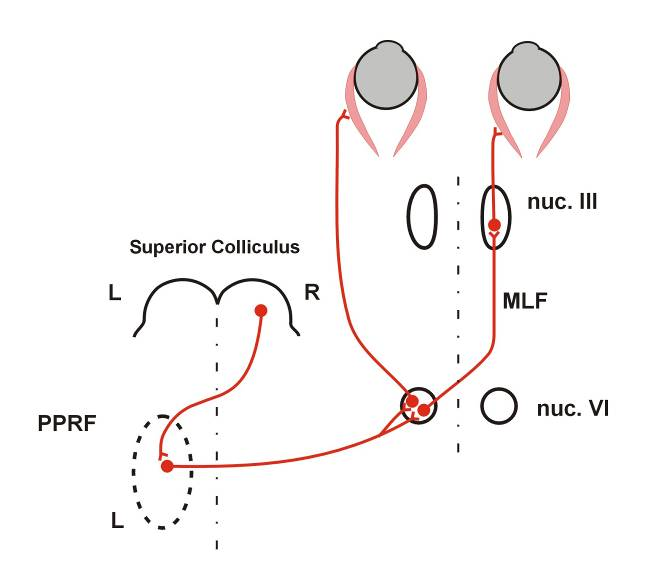 nuc. III
Superior Colliculus
L
R
MLF
PPRF
nuc. VI
L